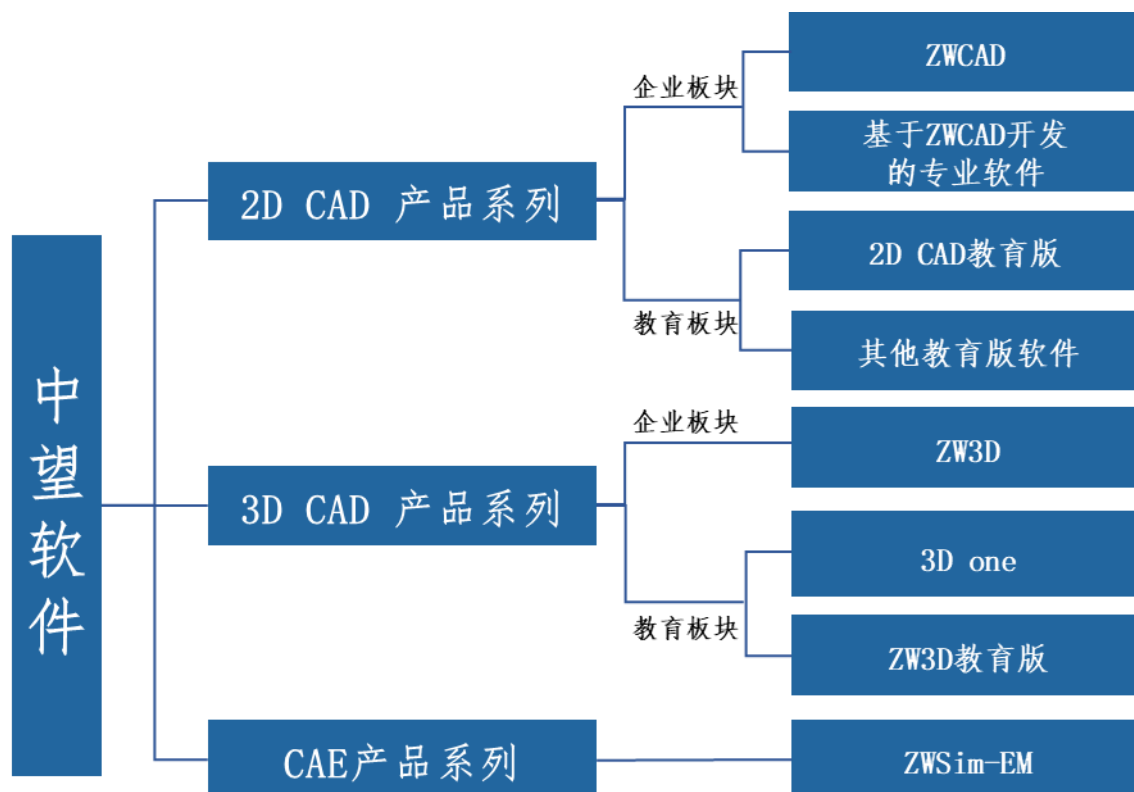 中望软件
2D CAD 产品系列
企业板块
ZWCAD
基于ZWCAD开发
的专业软件
教育板块
2D CAD教育版
其他教育版软件
3D CAD 产品系列
企业板块
ZW3D
教育板块
3D one
ZW3D教育版
CAE产品系列
ZWSim-EM